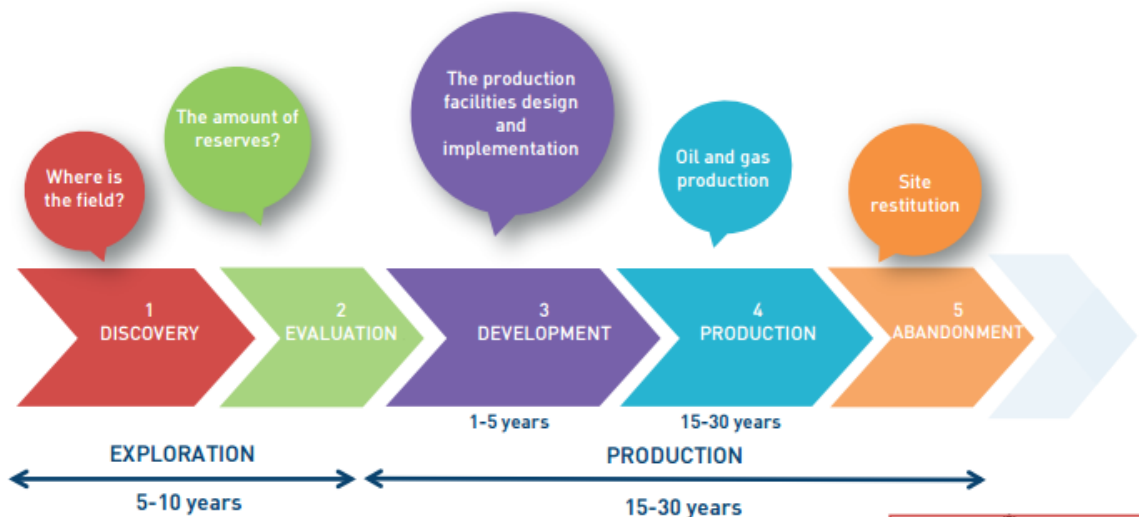 Where is
the field?
The amount of
reserves?
The production
facilities design
and
implementation
Oil and gas
production
Site
restitution
1
DISCOVERY
2
EVALUATION
3
DEVELOPMENT
4
PRODUCTION
5
ABANDONMENT
1-5 years
15-30 years
EXPLORATION
5-10 years
PRODUCTION
15-30 years